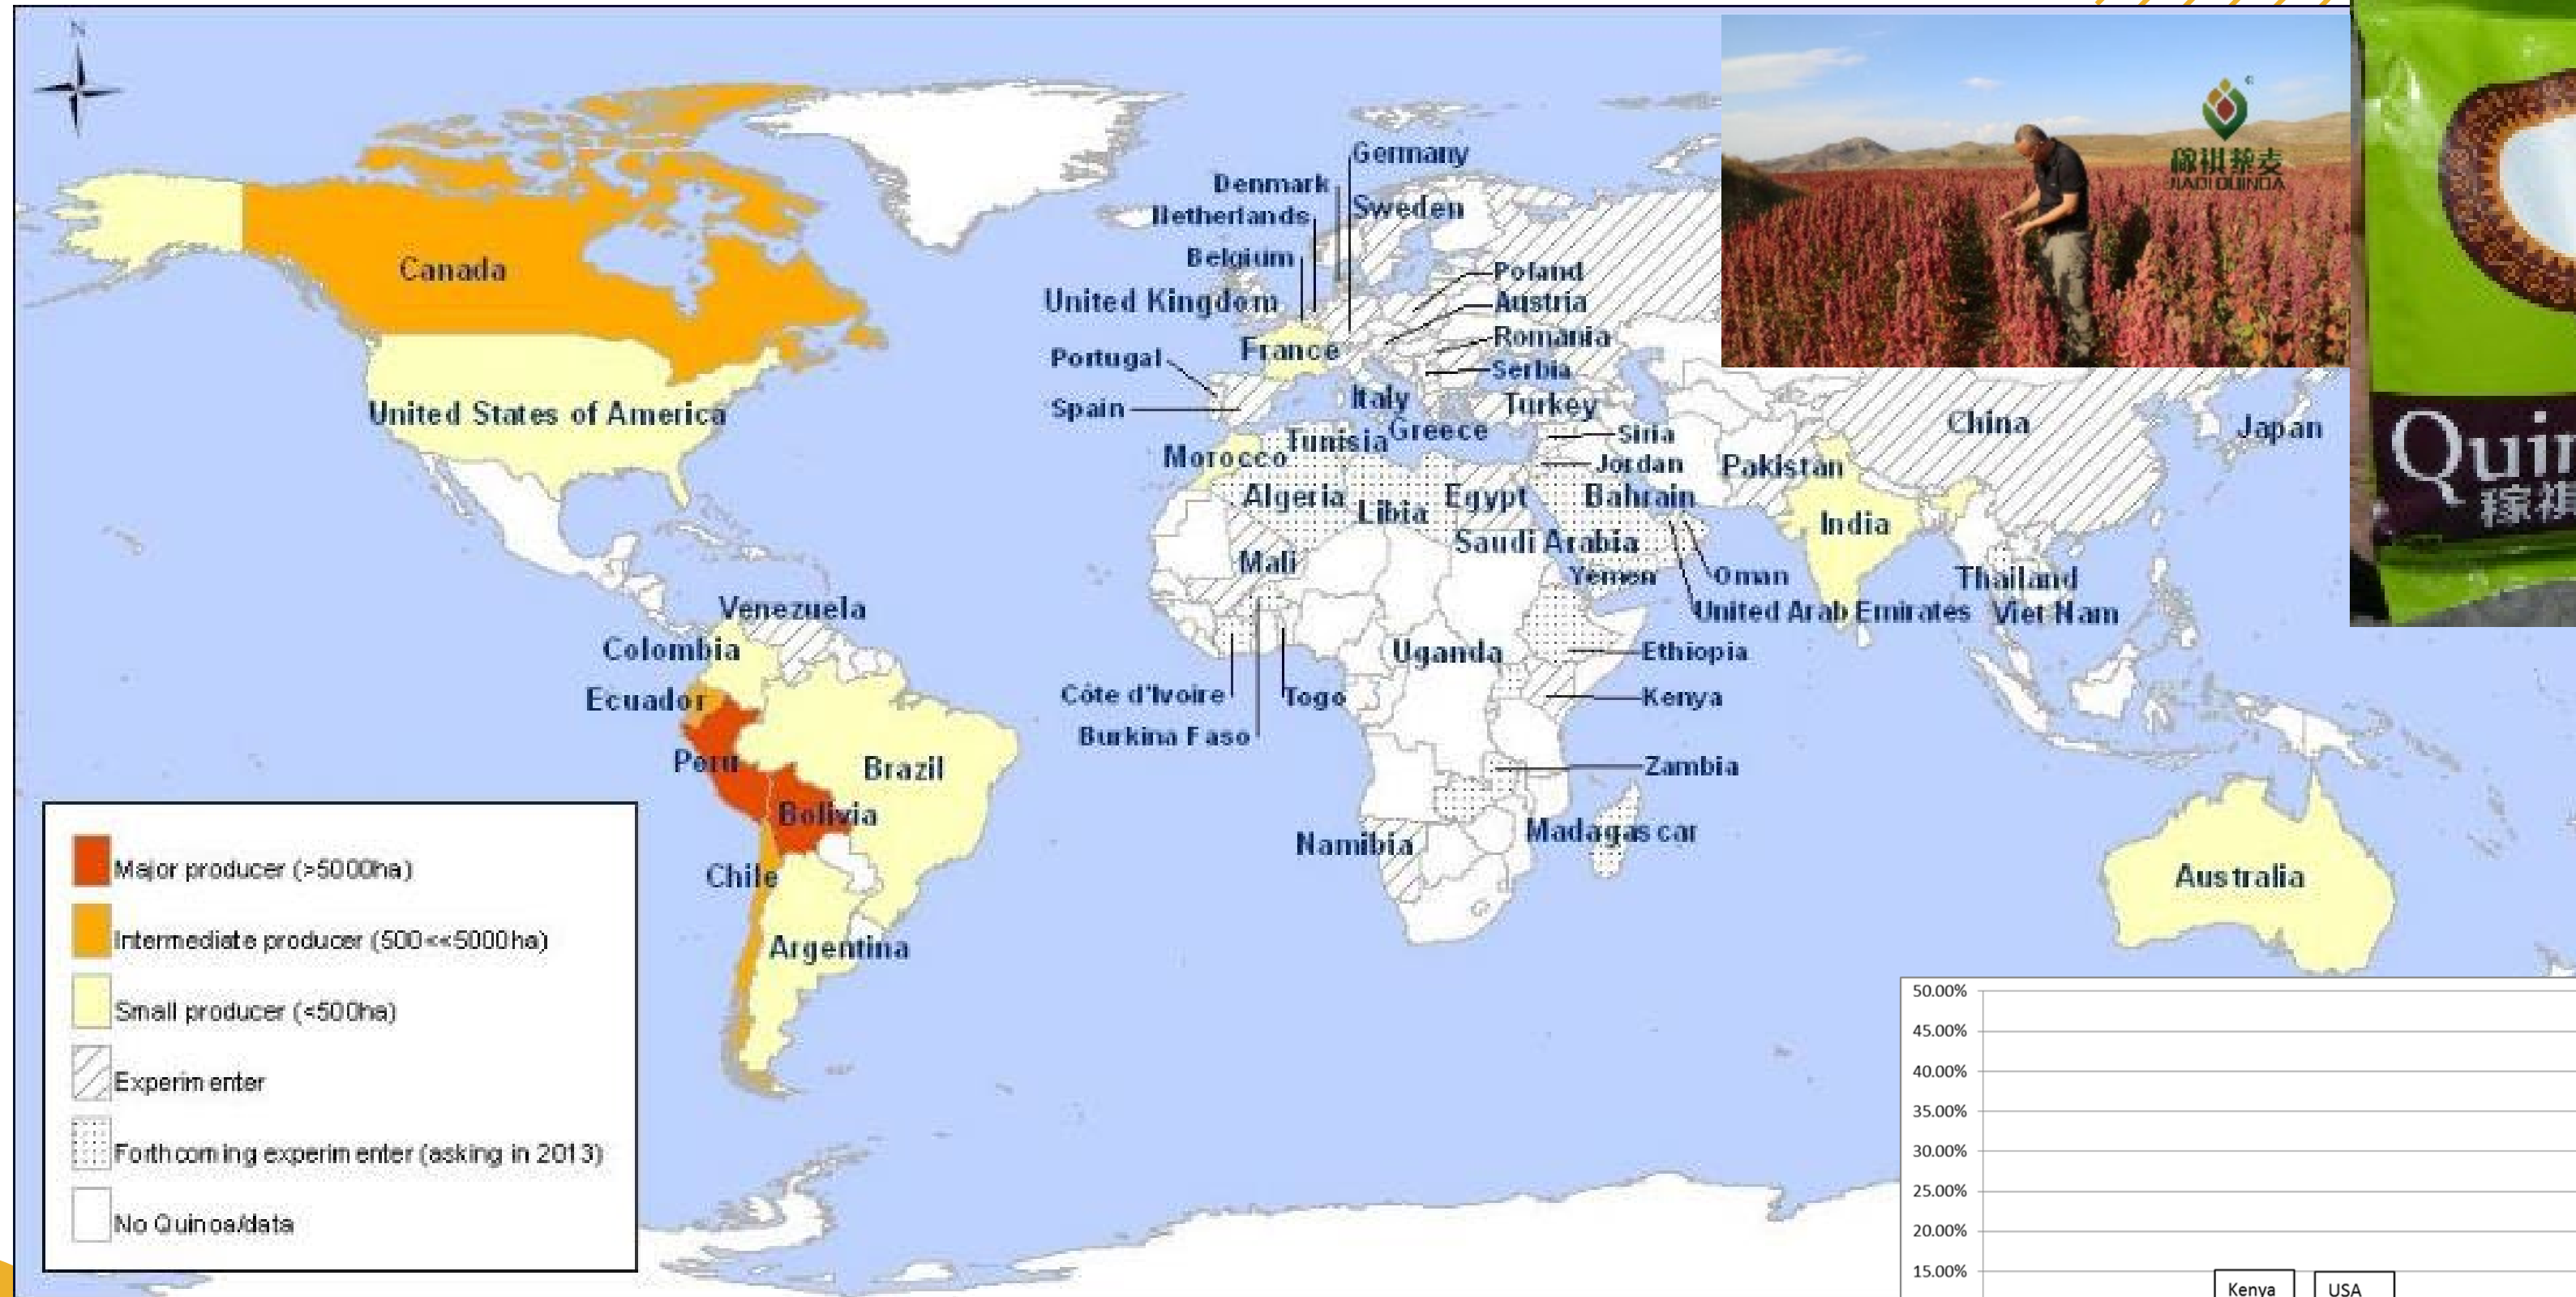 N
Canada
United States of America
Venezuela
Colombia
Ecuador
Peru
Brazil
Bolivia
Chile
Argentina
Germany
Denmark
Sweden
Netherlands
Belgium
United Kingdom
Poland
Austria
Romania
France
Portugal
Serbia
Spain
Italy
Turkey
Greece
Tunisia
Morocco
Siria
Jordan
Algeria
Libia
Egypt
Bahrain
Pakistan
China
Japan
India
Saudi Arabia
Mali
Yemen
Oman
United Arab Emirates
Thailand
Viet Nam
Uganda
Ethiopia
Côte d'Ivoire
Togo
Kenya
Burkina Faso
Zambia
Namibia
Madagascar
Australia
Major producer (>5000ha)
Intermediate producer (500<<5000ha)
Small producer (<500ha)
Experimenter
Forthcoming experimenter (asking in 2013)
No Quinoa/data
稼祺藜麦
JIAQI QUINOA
Quin
稼祺
50.00%
45.00%
40.00%
35.00%
30.00%
25.00%
20.00%
15.00%
Kenya
USA